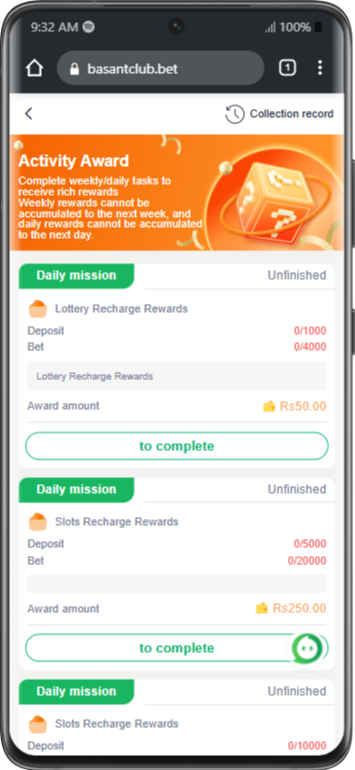 9:32 AM 100%
basantclub.bet 1
Collection record
Activity Award
Complete weekly/daily tasks to
receive rich rewards
Weekly rewards cannot be
accumulated to the next week, and
daily rewards cannot be accumulated
to the next day.
Daily mission Unfinished
Lottery Recharge Rewards
Deposit 0/1000
Bet 0/4000
Lottery Recharge Rewards
Award amount Rs50.00
to complete
Daily mission Unfinished
Slots Recharge Rewards
Deposit 0/5000
Bet 0/20000
Award amount Rs250.00
to complete
Daily mission Unfinished
Slots Recharge Rewards
Deposit 0/10000